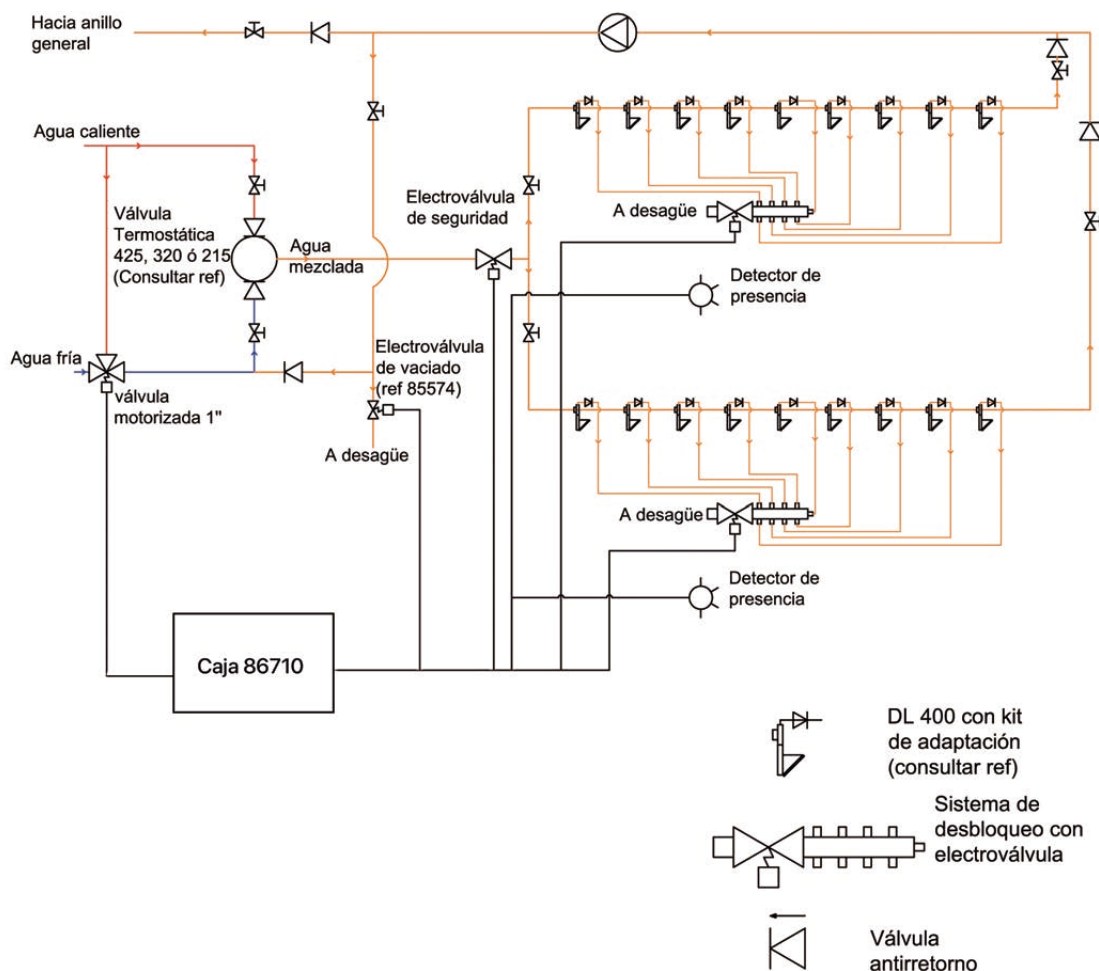 Hacia anillo
general
Agua caliente
Válvula
Termostática
425, 320 ó 215
(Consultar ref)
Agua
mezclada
Electroválvula
de seguridad
A desagüe
Detector de
presencia
Agua fría
válvula
motorizada 1"
Electroválvula
de vaciado
(ref 85574)
A desagüe
A desagüe
Detector de
presencia
Caja 86710
DL 400 con kit
de adaptación
(consultar ref)
Sistema de
desbloqueo con
electroválvula
Válvula
antirretorno